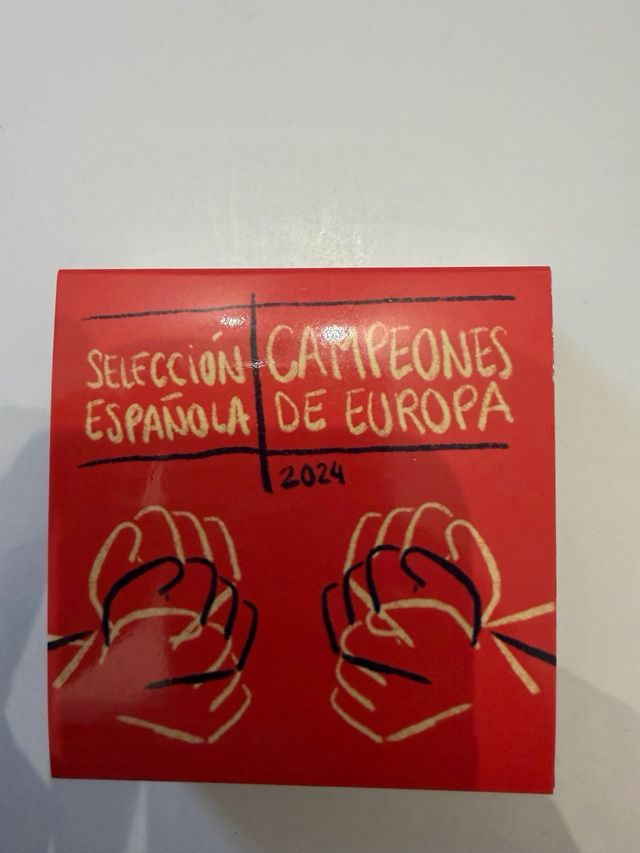 SELECCIÓN
ESPAÑOLA
CAMPEONES
DE EUROPA
2024